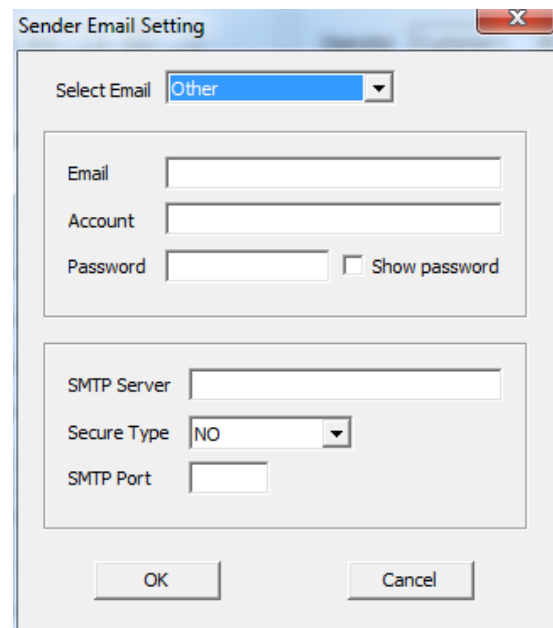 Sender Email Setting
Select Email Other
Email
Account
Password Show password
SMTP Server
Secure Type NO
SMTP Port
OK Cancel